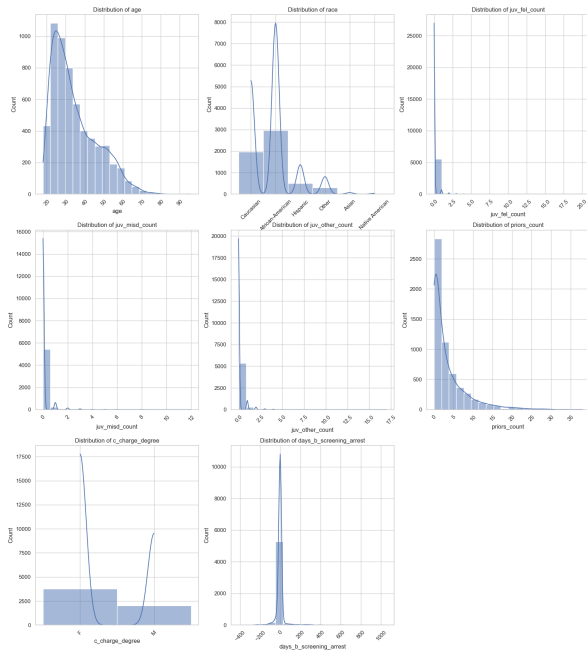 Distribution of age
Count
1000
800
600
400
200
0
20 30 40 50 60 70 80 90
age
Distribution of race
Count
8000
7000
6000
5000
4000
3000
2000
1000
0
Caucasian African-American Hispanic Other Asian Native American
race
Distribution of juv_fel_count
Count
25000
20000
15000
10000
5000
0
0.0 2.5 5.0 7.5 10.0 12.5 15.0 17.5 20.0
juv_fel_count
Distribution of juv_misd_count
Count
16000
14000
12000
10000
8000
6000
4000
2000
0
0 2 4 6 8 10 12
juv_misd_count
Distribution of juv_other_count
Count
20000
17500
15000
12500
10000
7500
5000
2500
0
0.0 2.5 5.0 7.5 10.0 12.5 15.0 17.5
juv_other_count
Distribution of priors_count
Count
2500
2000
1500
1000
500
0
0 5 10 15 20 25 30 35
priors_count
Distribution of c_charge_degree
Count
17500
15000
12500
10000
7500
5000
2500
0
F M
c_charge_degree
Distribution of days_b_screening_arrest
Count
10000
8000
6000
4000
2000
0
-400 -200 0 200 400 600 800 1000
days_b_screening_arrest